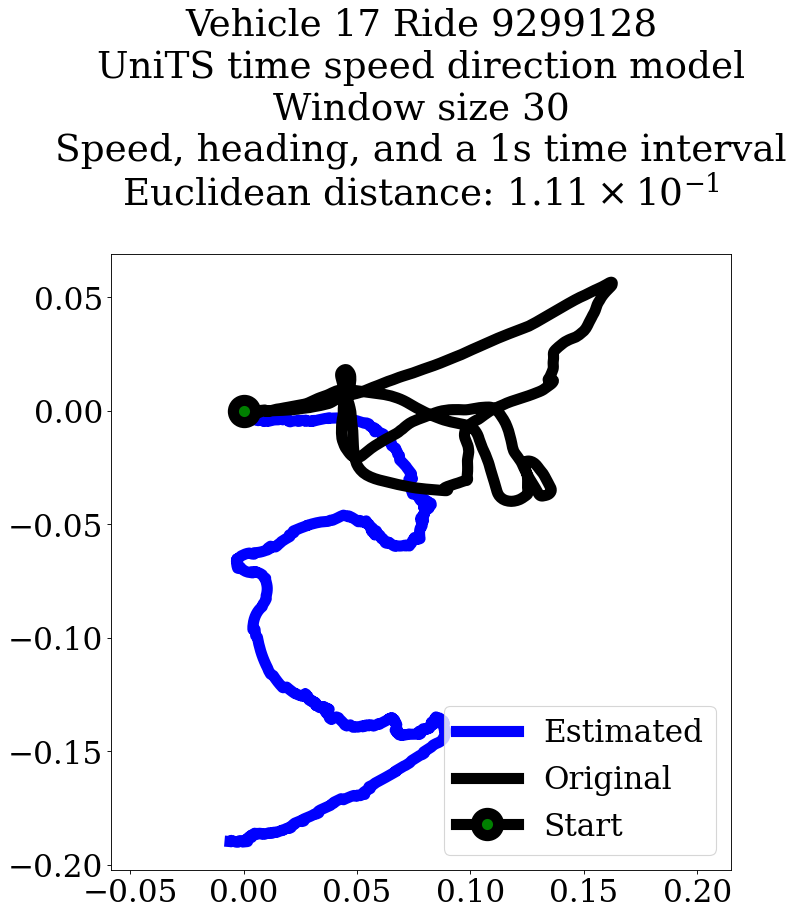 Vehicle 17 Ride 9299128
UniTS time speed direction model
Window size 30
Speed, heading, and a 1s time interval
Euclidean distance: 1.11 × 10⁻¹
0.05
0.00
−0.05
−0.10
−0.15
−0.20
Estimated
Original
Start
−0.05 0.00 0.05 0.10 0.15 0.20